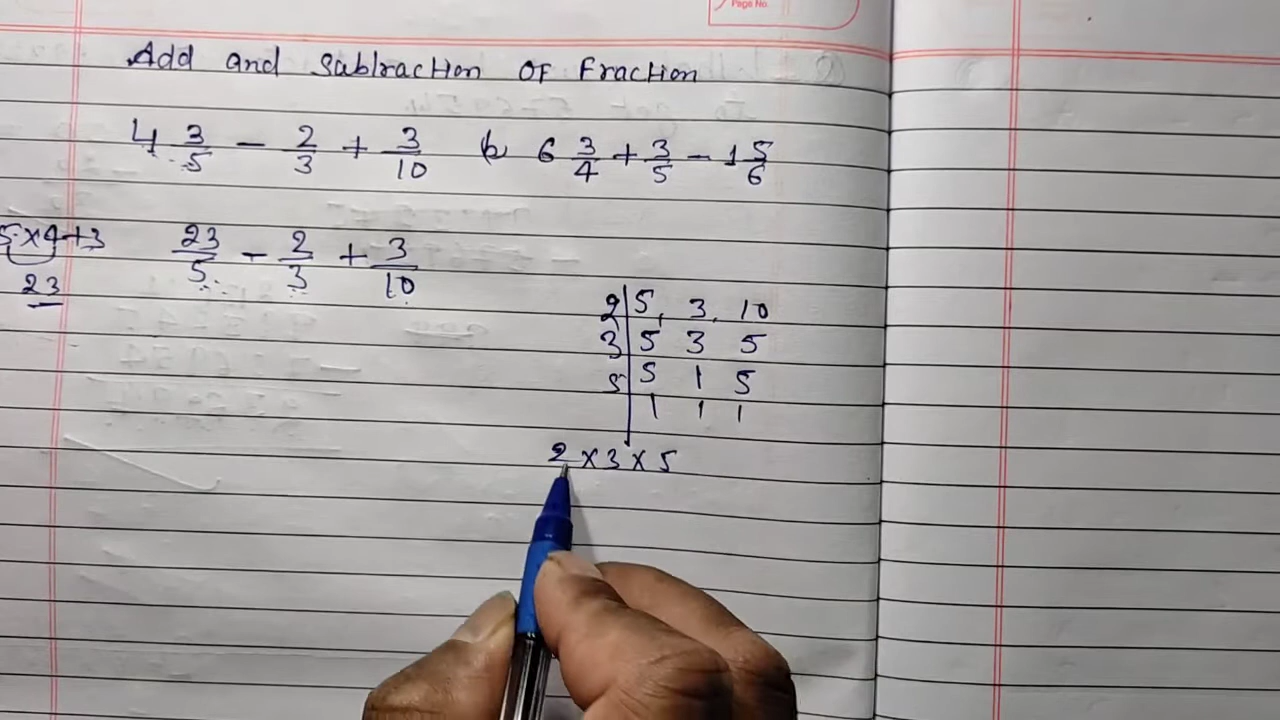 Page No.
Add and Sabtraction OF Fraction
4 3/5 - 2/3 + 3/10 b 6 3/4 + 3/5 - 1 5/6
5×4+3 23/5 - 2/3 + 3/10
23
2 | 5, 3, 10
3 | 5 3 5
5 | 5 1 5
1 1 1
2 × 3 × 5